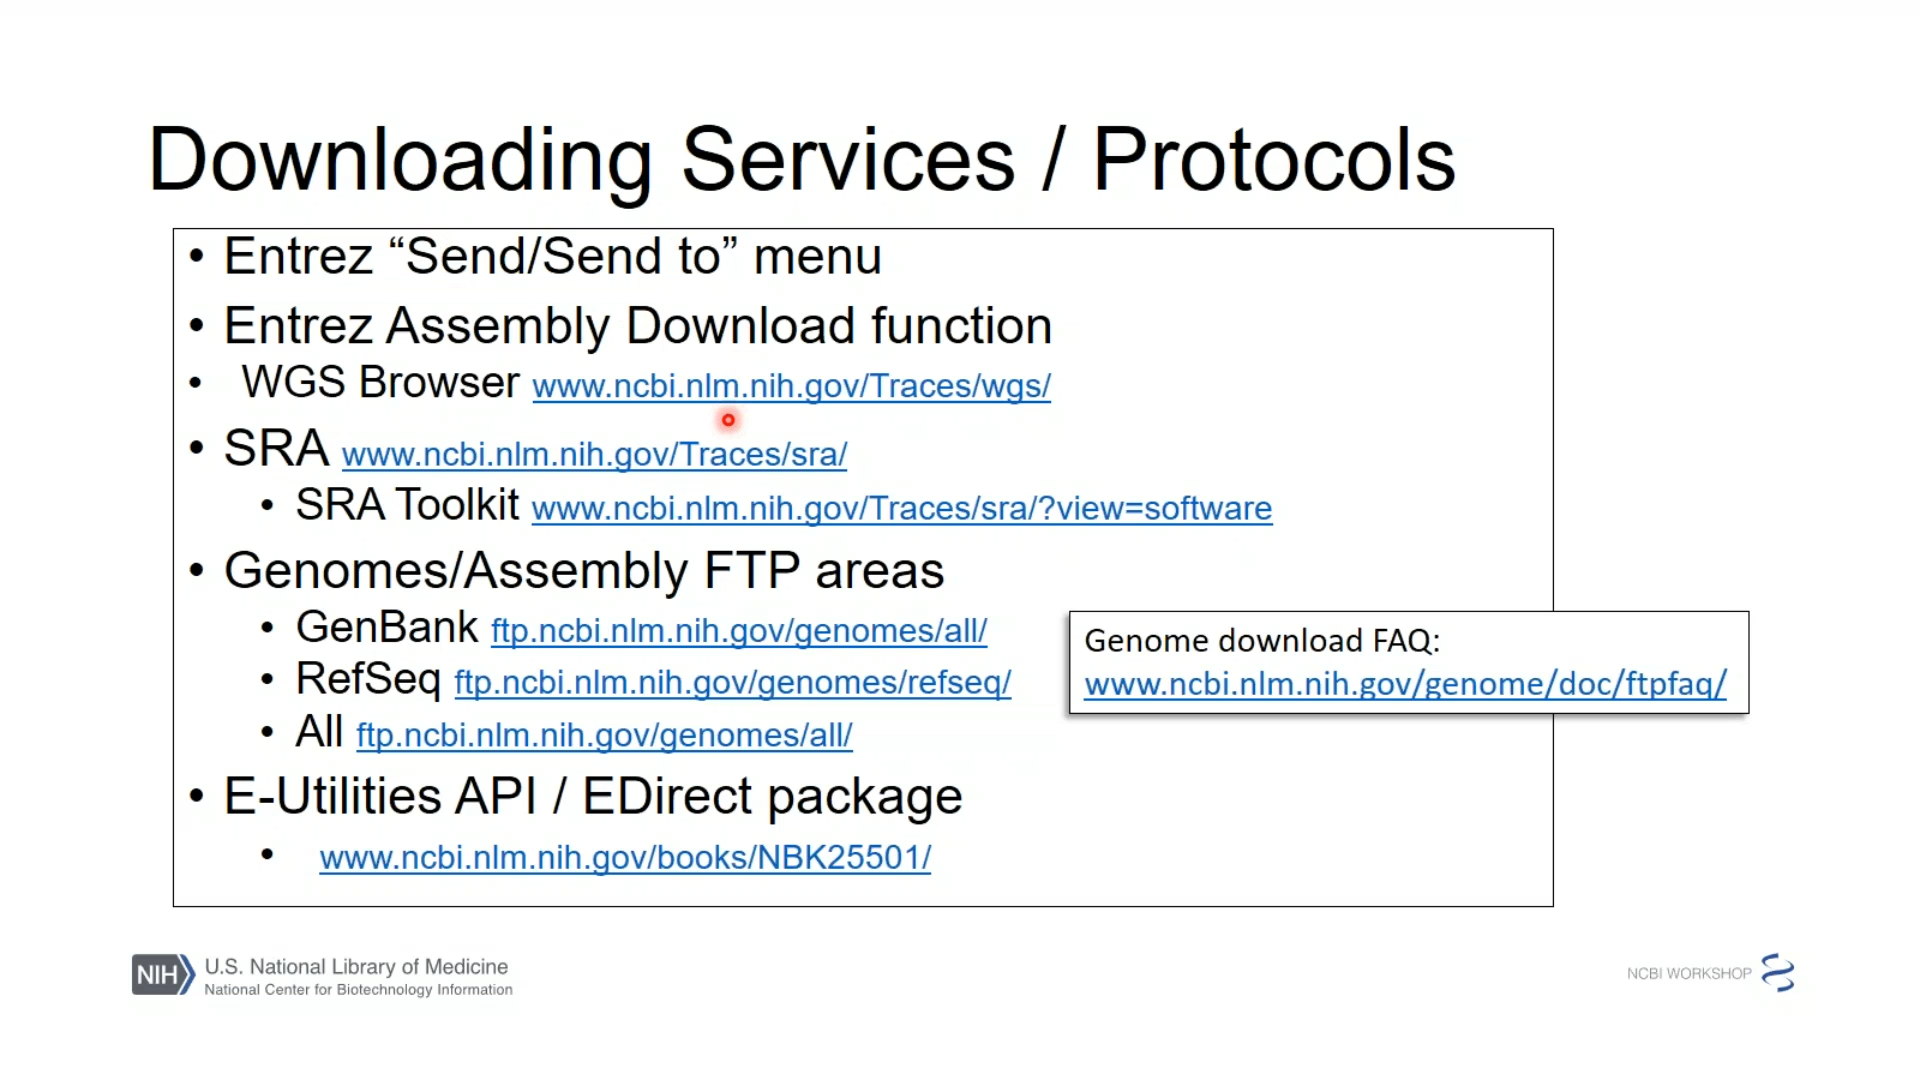 Downloading Services / Protocols
• Entrez “Send/Send to” menu
• Entrez Assembly Download function
• WGS Browser www.ncbi.nlm.nih.gov/Traces/wgs/
• SRA www.ncbi.nlm.nih.gov/Traces/sra/
• SRA Toolkit www.ncbi.nlm.nih.gov/Traces/sra/?view=software
• Genomes/Assembly FTP areas
• GenBank ftp.ncbi.nlm.nih.gov/genomes/all/
• RefSeq ftp.ncbi.nlm.nih.gov/genomes/refseq/
• All ftp.ncbi.nlm.nih.gov/genomes/all/
Genome download FAQ:
www.ncbi.nlm.nih.gov/genome/doc/ftpfaq/
• E-Utilities API / EDirect package
• www.ncbi.nlm.nih.gov/books/NBK25501/
NIH U.S. National Library of Medicine
National Center for Biotechnology Information
NCBI WORKSHOP